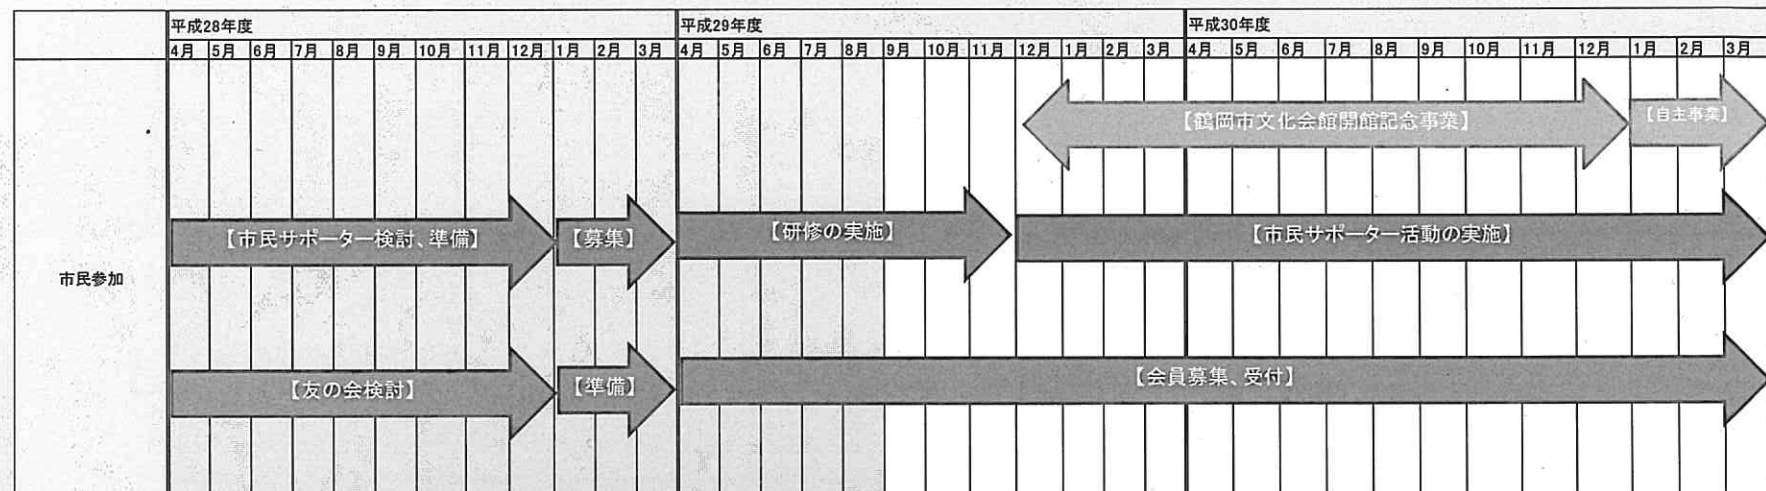 平成28年度 平成29年度 平成30年度
4月 5月 6月 7月 8月 9月 10月 11月 12月 1月 2月 3月 4月 5月 6月 7月 8月 9月 10月 11月 12月 1月 2月 3月 4月 5月 6月 7月 8月 9月 10月 11月 12月 1月 2月 3月
【鶴岡市文化会館開館記念事業】 【自主事業】
【市民サポーター検討、準備】 【募集】 【研修の実施】 【市民サポーター活動の実施】
市民参加
【友の会検討】 【準備】 【会員募集、受付】